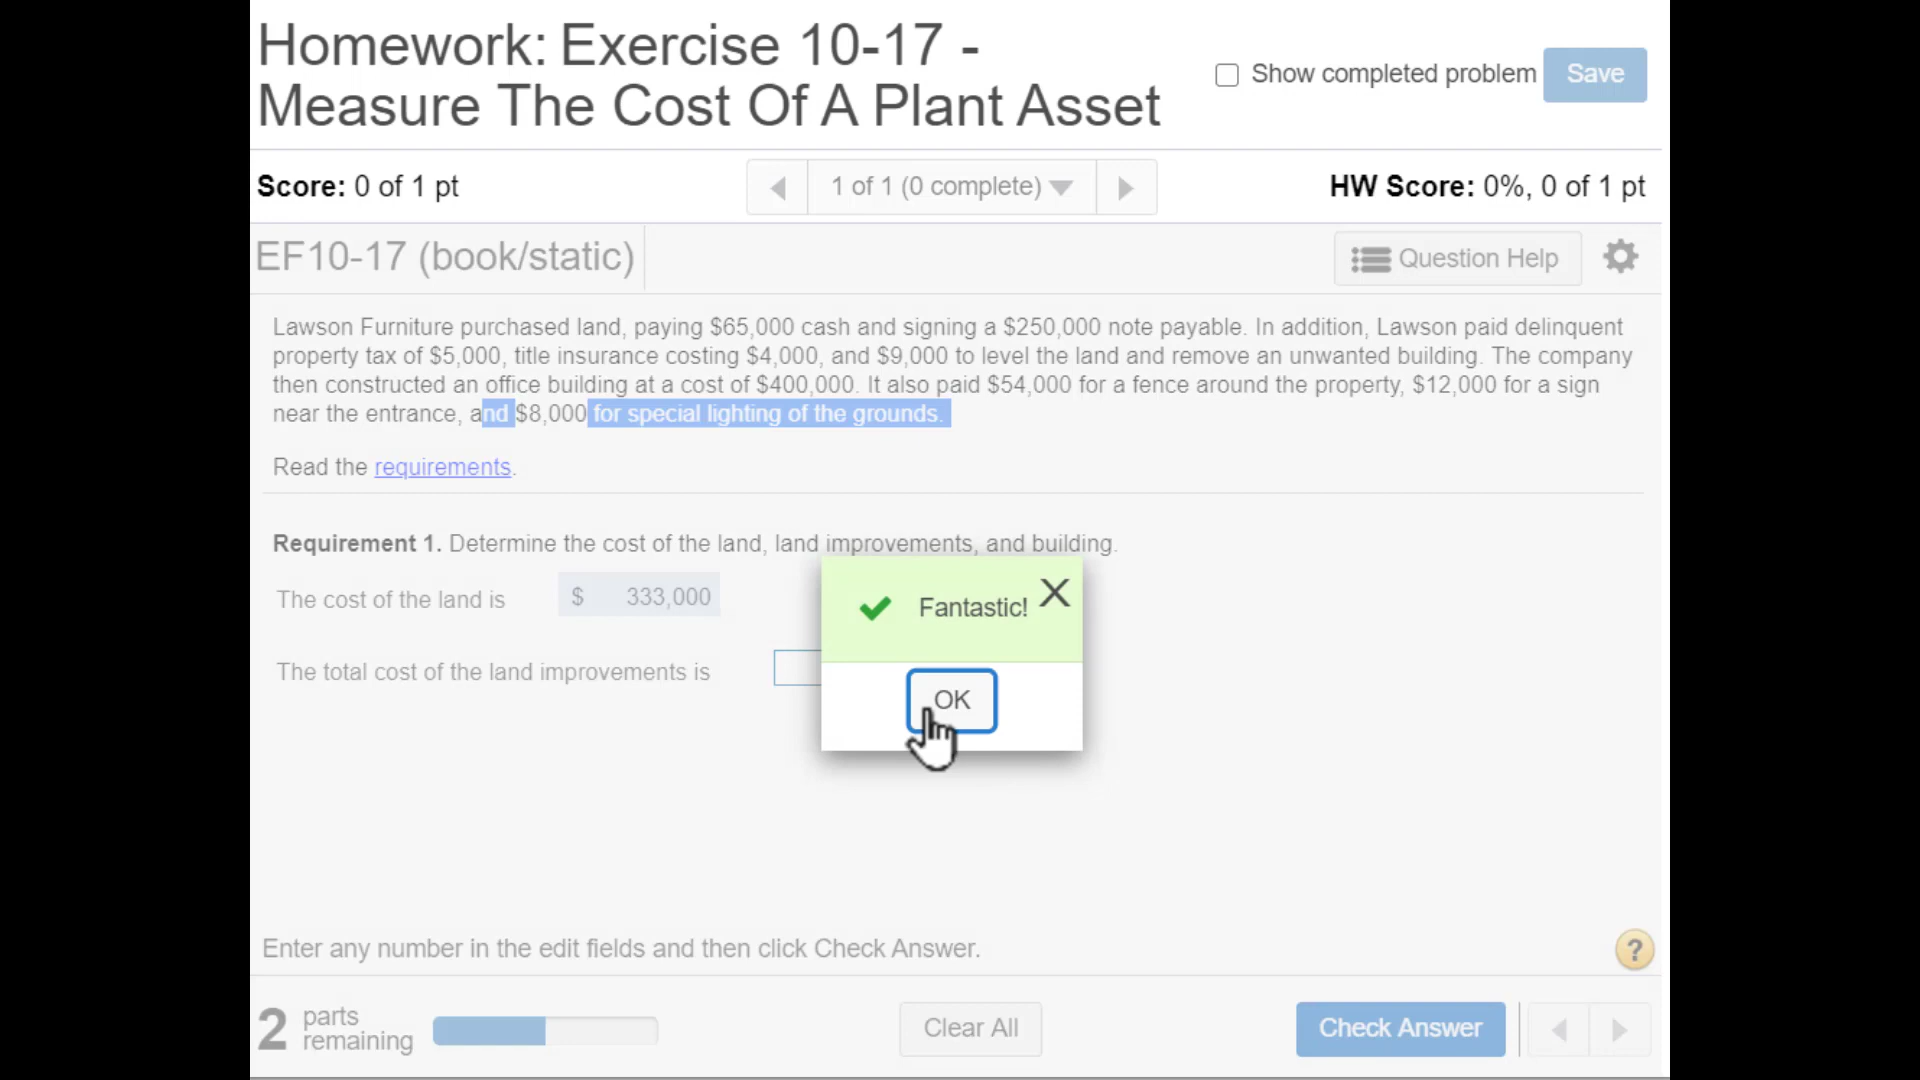 Homework: Exercise 10-17 -
Measure The Cost Of A Plant Asset
Show completed problem
Save
Score: 0 of 1 pt
1 of 1 (0 complete)
HW Score: 0%, 0 of 1 pt
EF10-17 (book/static)
Question Help
Lawson Furniture purchased land, paying $65,000 cash and signing a $250,000 note payable. In addition, Lawson paid delinquent
property tax of $5,000, title insurance costing $4,000, and $9,000 to level the land and remove an unwanted building. The company
then constructed an office building at a cost of $400,000. It also paid $54,000 for a fence around the property, $12,000 for a sign
near the entrance, and $8,000 for special lighting of the grounds.
Read the requirements.
Requirement 1. Determine the cost of the land, land improvements, and building.
The cost of the land is $ 333,000
Fantastic!
The total cost of the land improvements is
OK
Enter any number in the edit fields and then click Check Answer.
?
2 parts
remaining
Clear All
Check Answer